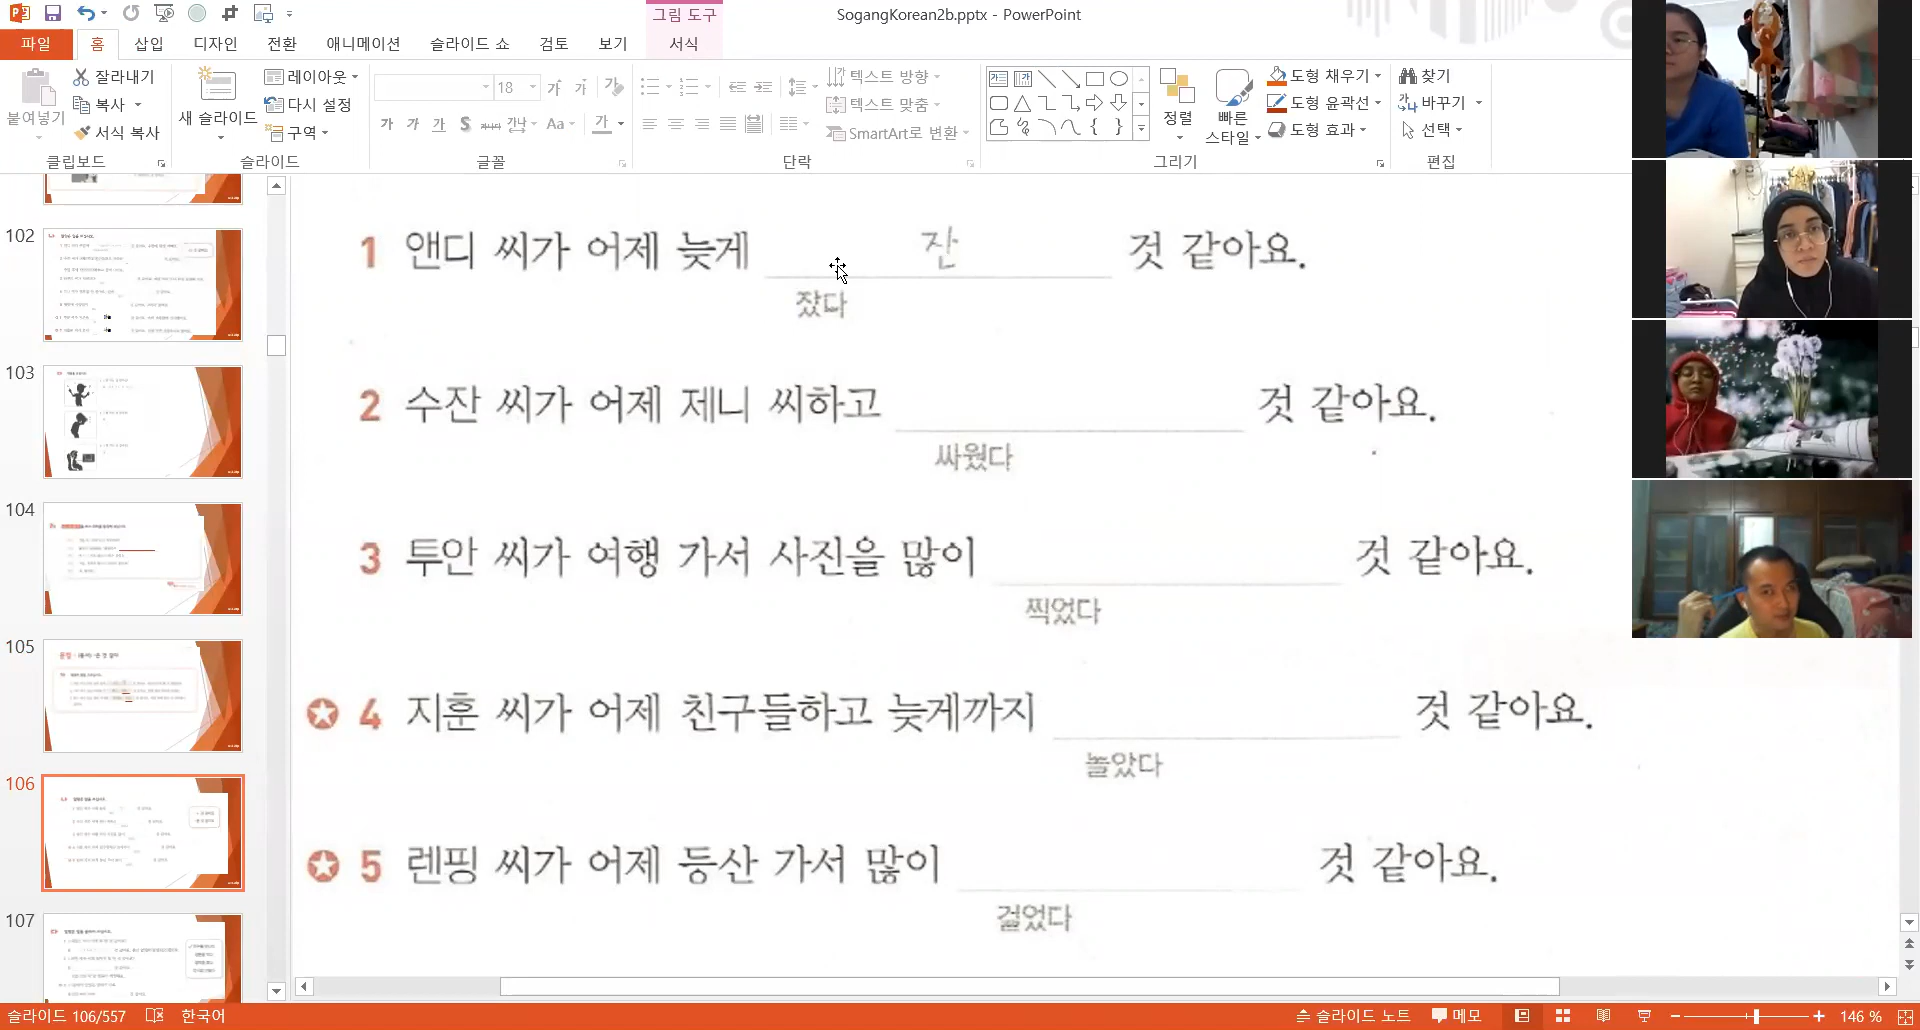 SogangKorean2b.pptx - PowerPoint
그림 도구
파일 홈 삽입 디자인 전환 애니메이션 슬라이드 쇼 검토 보기 서식
붙여넣기
잘라내기
복사
서식 복사
클립보드
새 슬라이드
레이아웃
다시 설정
구역
슬라이드
18
가 가 가 S 가나다 간 Aa 가
글꼴
텍스트 방향
텍스트 맞춤
SmartArt로 변환
단락
정렬
빠른
스타일
도형 채우기
도형 윤곽선
도형 효과
그리기
찾기
바꾸기
선택
편집
102
103
104
105
106
107
1 앤디 씨가 어제 늦게 잔 것 같아요.
잤다
2 수잔 씨가 어제 제니 씨하고 것 같아요.
싸웠다
3 투안 씨가 여행 가서 사진을 많이 것 같아요.
찍었다
4 지훈 씨가 어제 친구들하고 늦게까지 것 같아요.
놀았다
5 렌핑 씨가 어제 등산 가서 많이 것 같아요.
걸었다
슬라이드 106/557 한국어 슬라이드 노트 메모 146 %